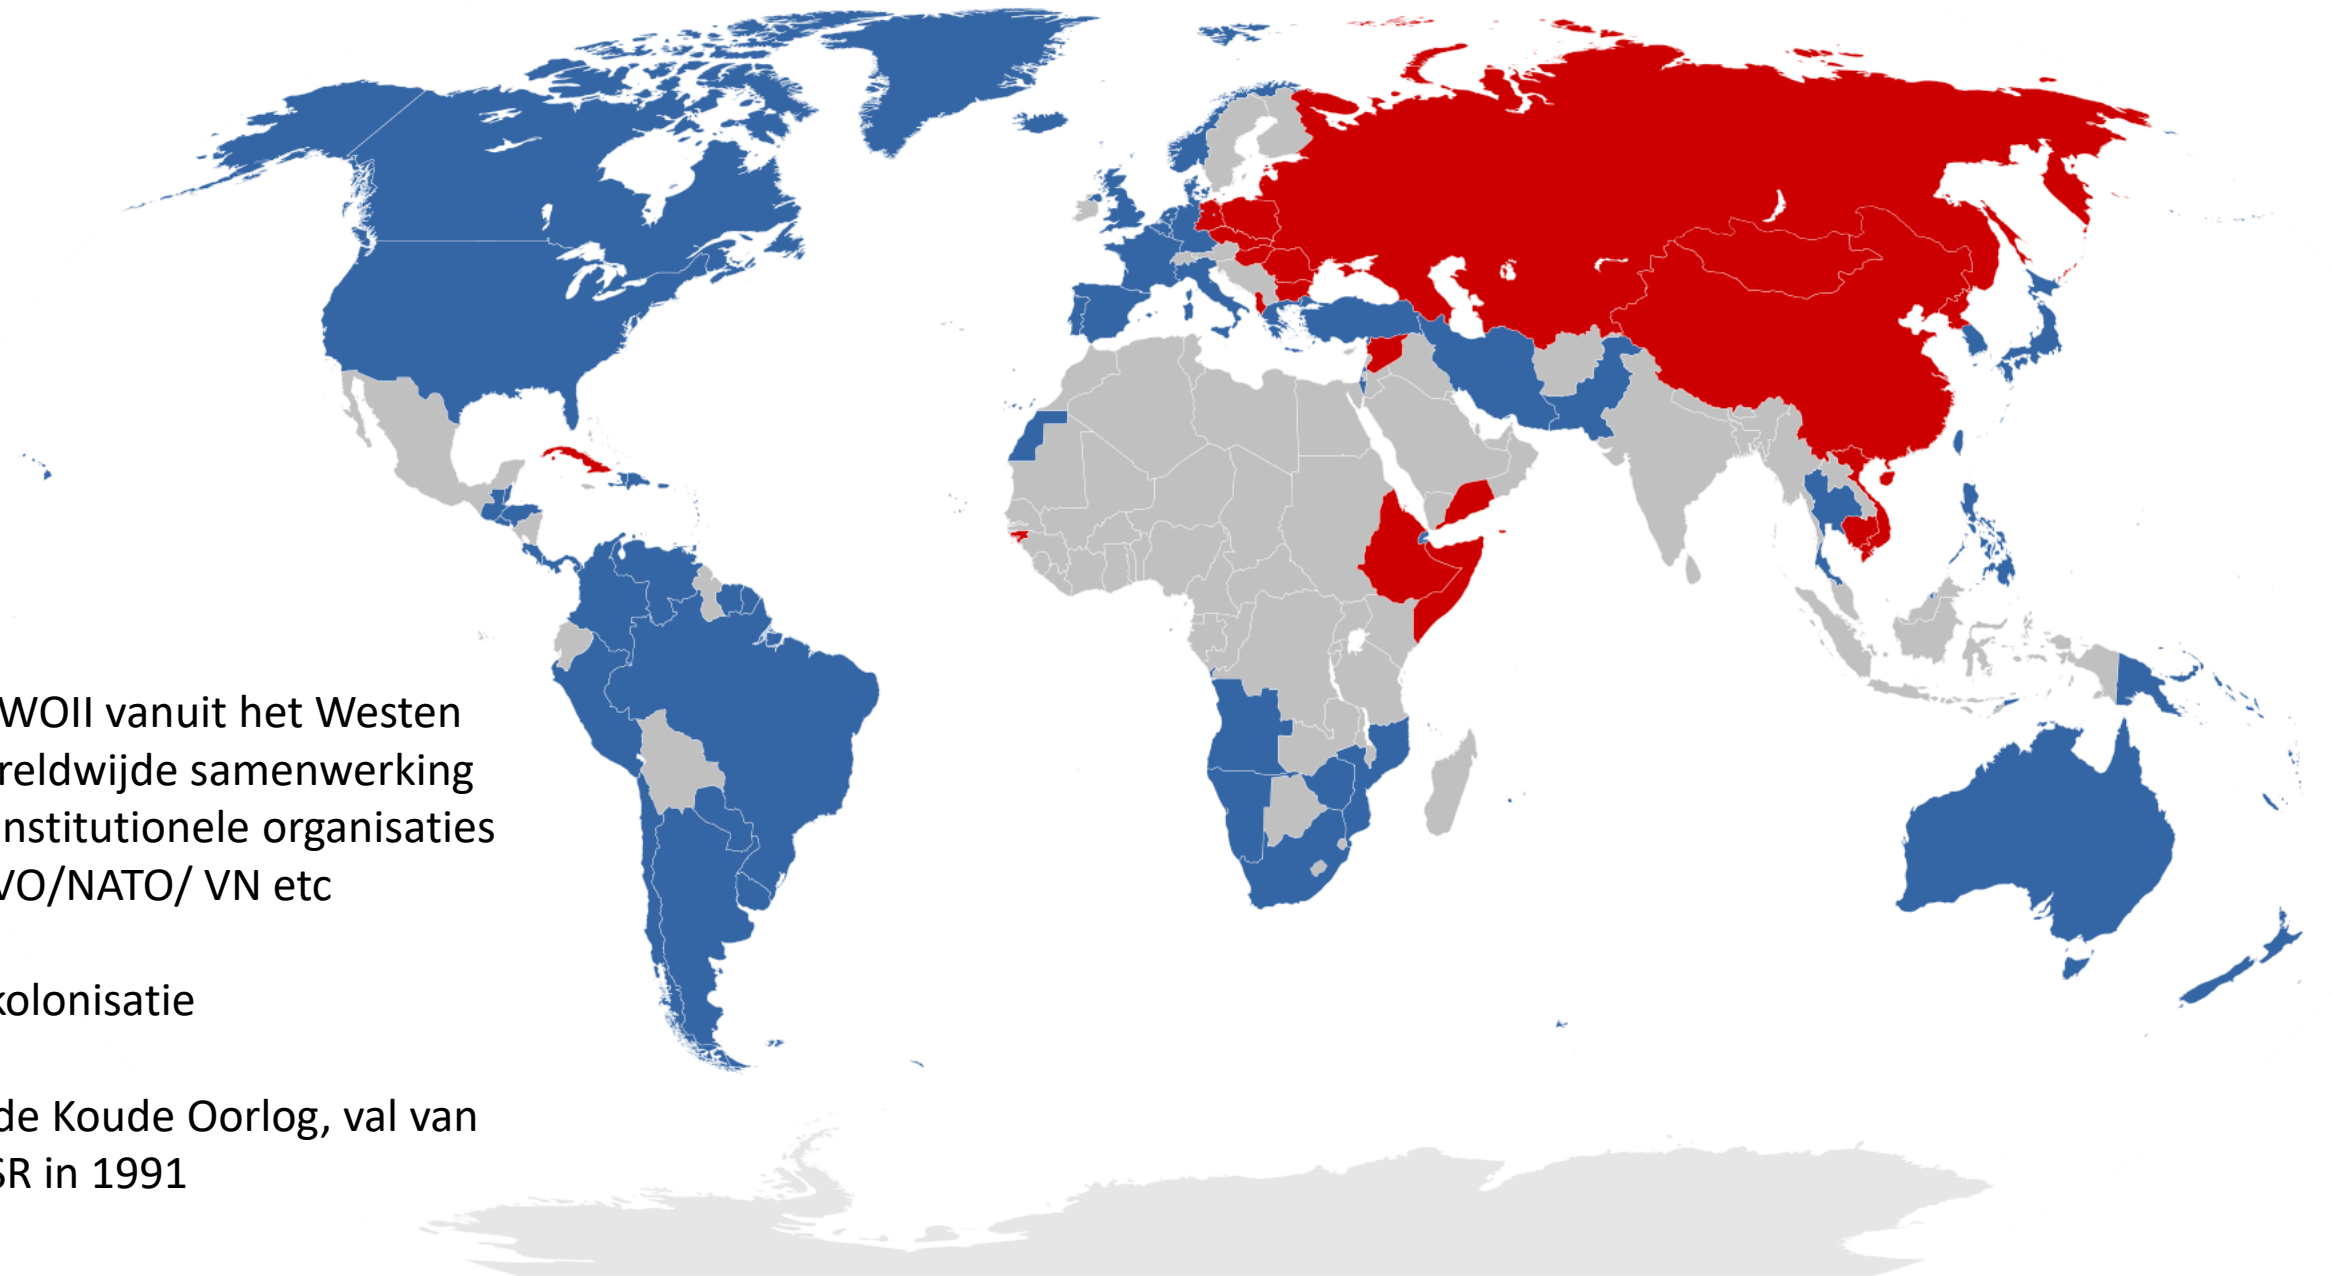 WOII vanuit het Westen
reldwijde samenwerking
nstitutionele organisaties
VO/NATO/ VN etc
kolonisatie
de Koude Oorlog, val van
SR in 1991